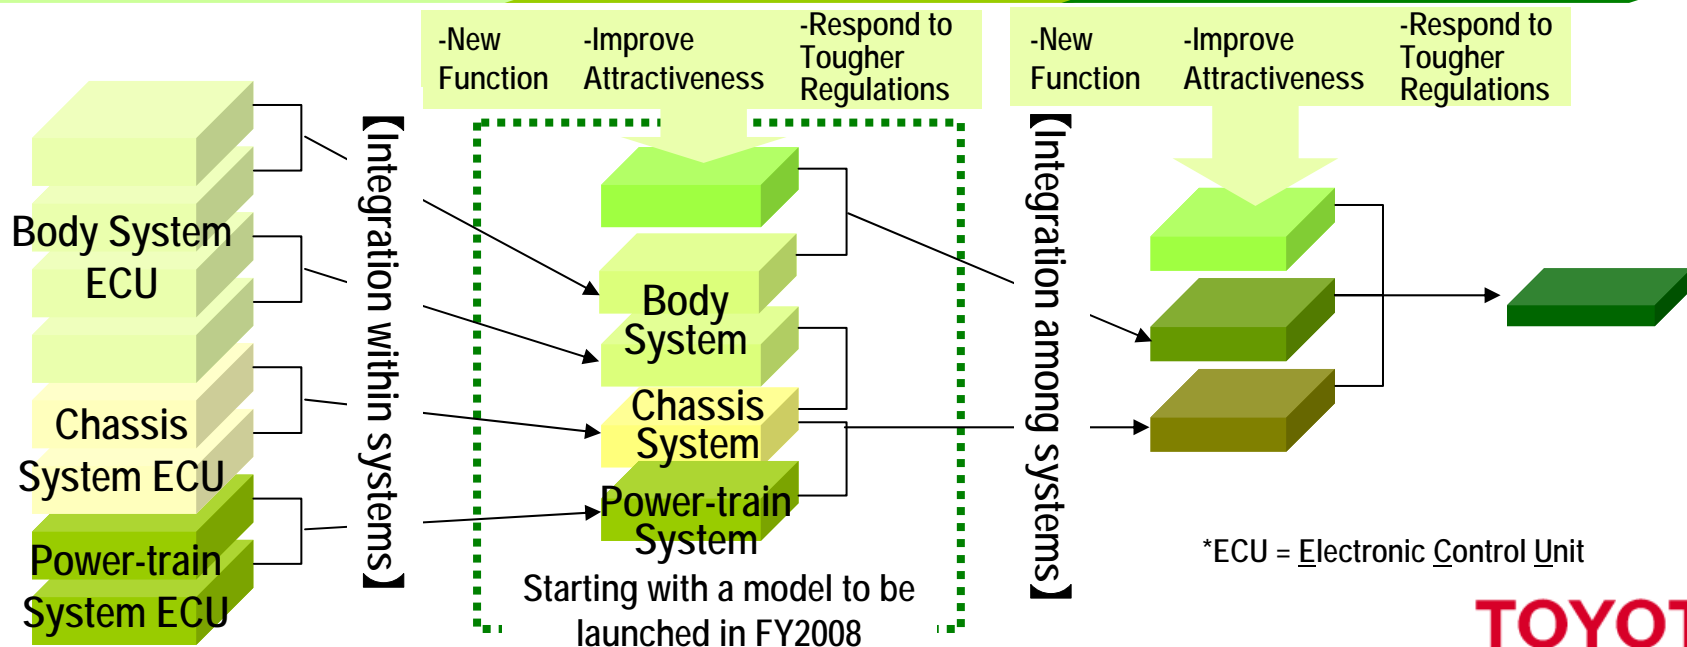 -New
Function
-Improve
Attractiveness
-Respond to
Tougher
Regulations
-New
Function
-Improve
Attractiveness
-Respond to
Tougher
Regulations
Body System
ECU
Chassis
System ECU
Power-train
System ECU
【Integration within systems】
Body
System
Chassis
System
Power-train
System
Starting with a model to be
launched in FY2008
【Integration among systems】
*ECU = Electronic Control Unit
TOYOT